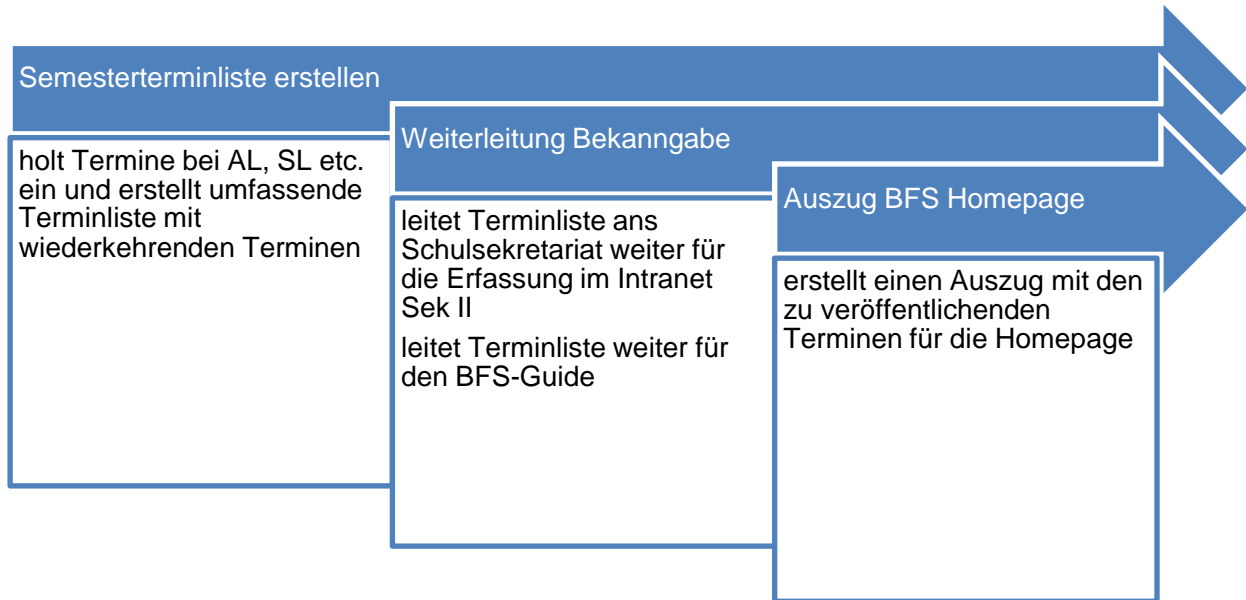 Semesterterminliste erstellen
holt Termine bei AL, SL etc.
ein und erstellt umfassende
Terminliste mit
wiederkehrenden Terminen
Weiterleitung Bekanngabe
leitet Terminliste ans
Schulsekretariat weiter für
die Erfassung im Intranet
Sek II
leitet Terminliste weiter für
den BFS-Guide
Auszug BFS Homepage
erstellt einen Auszug mit den
zu veröffentlichenden
Terminen für die Homepage